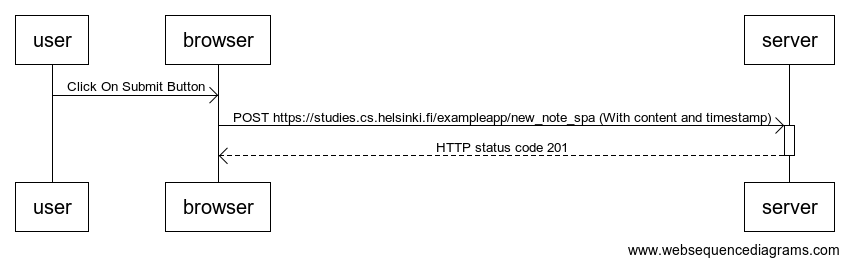 user
browser
server
Click On Submit Button
POST https://studies.cs.helsinki.fi/exampleapp/new_note_spa (With content and timestamp)
HTTP status code 201
user
browser
server
www.websequencediagrams.com